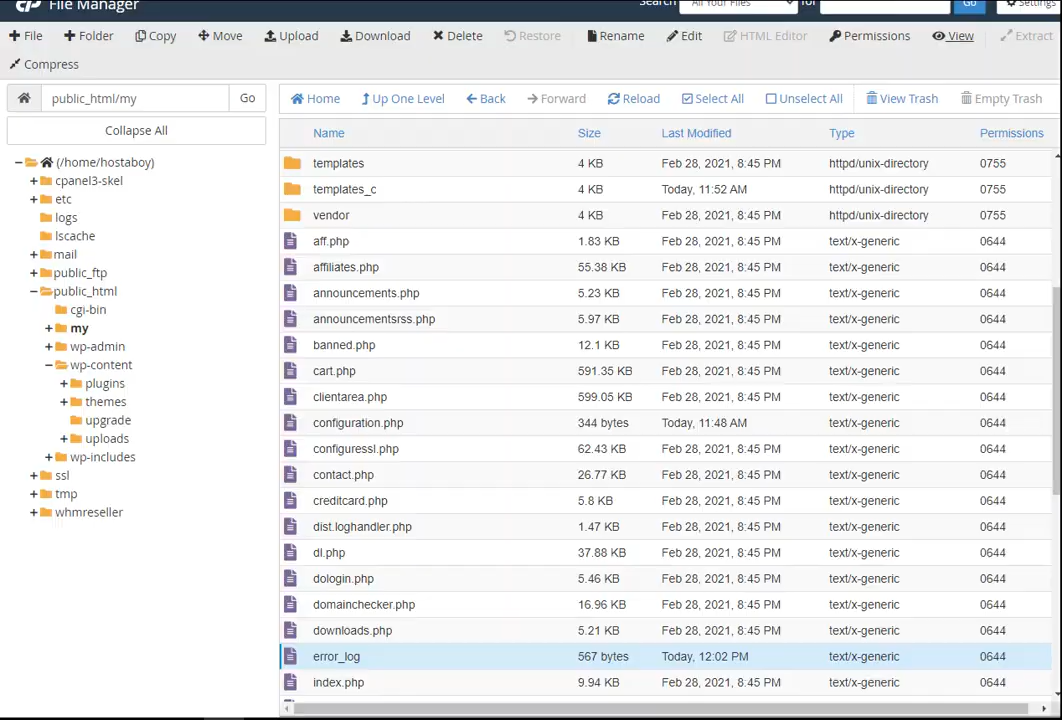 cP File Manager
Search All Your Files for Go Settings
File Folder Copy Move Upload Download Delete Restore Rename Edit HTML Editor Permissions View Extract
Compress
public_html/my Go
Home Up One Level Back Forward Reload Select All Unselect All View Trash Empty Trash
Collapse All
(/home/hostaboy)
cpanel3-skel
etc
logs
lscache
mail
public_ftp
public_html
cgi-bin
my
wp-admin
wp-content
plugins
themes
upgrade
uploads
wp-includes
ssl
tmp
whmreseller
Name Size Last Modified Type Permissions
templates 4 KB Feb 28, 2021, 8:45 PM httpd/unix-directory 0755
templates_c 4 KB Today, 11:52 AM httpd/unix-directory 0755
vendor 4 KB Feb 28, 2021, 8:45 PM httpd/unix-directory 0755
aff.php 1.83 KB Feb 28, 2021, 8:45 PM text/x-generic 0644
affiliates.php 55.38 KB Feb 28, 2021, 8:45 PM text/x-generic 0644
announcements.php 5.23 KB Feb 28, 2021, 8:45 PM text/x-generic 0644
announcementsrss.php 5.97 KB Feb 28, 2021, 8:45 PM text/x-generic 0644
banned.php 12.1 KB Feb 28, 2021, 8:45 PM text/x-generic 0644
cart.php 591.35 KB Feb 28, 2021, 8:45 PM text/x-generic 0644
clientarea.php 599.05 KB Feb 28, 2021, 8:45 PM text/x-generic 0644
configuration.php 344 bytes Today, 11:48 AM text/x-generic 0644
configuressl.php 62.43 KB Feb 28, 2021, 8:45 PM text/x-generic 0644
contact.php 26.77 KB Feb 28, 2021, 8:45 PM text/x-generic 0644
creditcard.php 5.8 KB Feb 28, 2021, 8:45 PM text/x-generic 0644
dist.loghandler.php 1.47 KB Feb 28, 2021, 8:45 PM text/x-generic 0644
dl.php 37.88 KB Feb 28, 2021, 8:45 PM text/x-generic 0644
dologin.php 5.46 KB Feb 28, 2021, 8:45 PM text/x-generic 0644
domainchecker.php 16.96 KB Feb 28, 2021, 8:45 PM text/x-generic 0644
downloads.php 5.21 KB Feb 28, 2021, 8:45 PM text/x-generic 0644
error_log 567 bytes Today, 12:02 PM text/x-generic 0644
index.php 9.94 KB Feb 28, 2021, 8:45 PM text/x-generic 0644